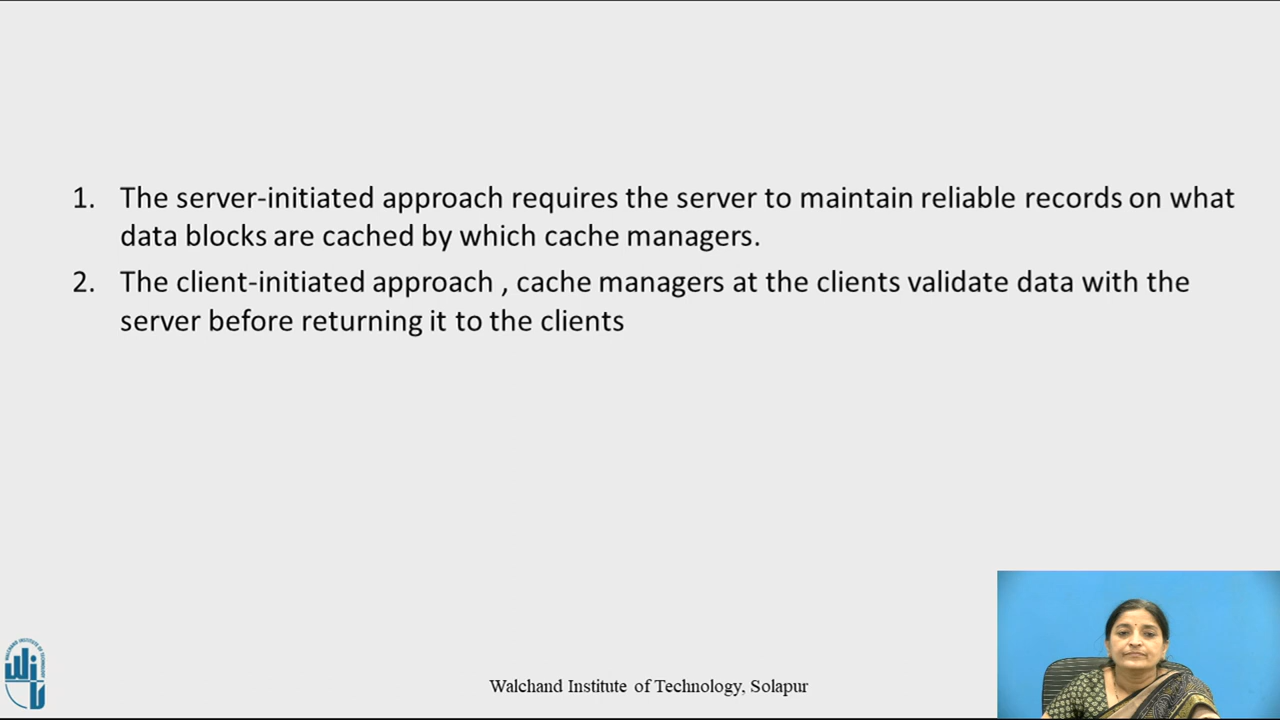 1. The server-initiated approach requires the server to maintain reliable records on what
data blocks are cached by which cache managers.
2. The client-initiated approach , cache managers at the clients validate data with the
server before returning it to the clients
Walchand Institute of Technology, Solapur